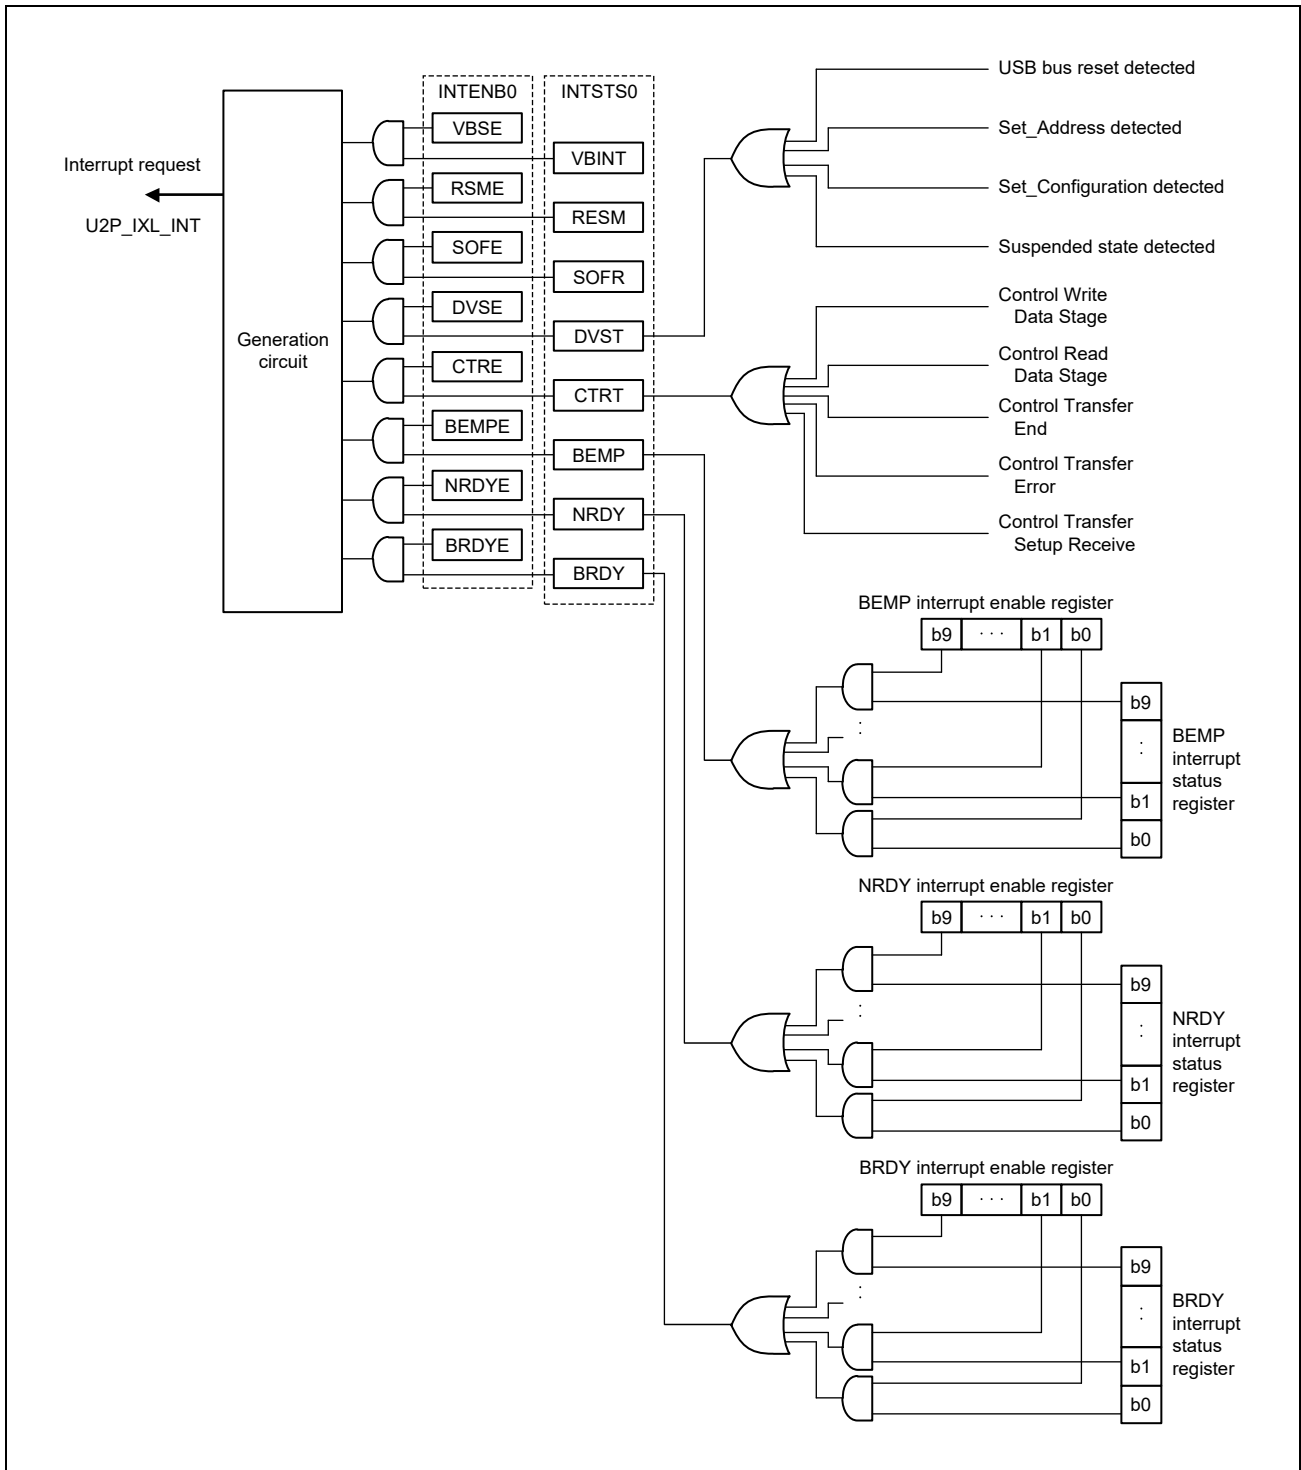 INTENB0
INTSTS0
USB bus reset detected
VBSE
Set_Address detected
VBINT
Interrupt request
RSME
Set_Configuration detected
RESM
U2P_IXL_INT
SOFE
Suspended state detected
SOFR
Control Write
Data Stage
DVSE
DVST
Generation
circuit
Control Read
Data Stage
CTRE
CTRT
Control Transfer
End
BEMPE
BEMP
Control Transfer
Error
NRDYE
NRDY
Control Transfer
Setup Receive
BRDYE
BRDY
BEMP interrupt enable register
b9 · · · b1 b0
b9
:
:
BEMP
interrupt
status
register
b1
b0
NRDY interrupt enable register
b9 · · · b1 b0
b9
:
:
NRDY
interrupt
status
register
b1
b0
BRDY interrupt enable register
b9 · · · b1 b0
b9
:
:
BRDY
interrupt
status
register
b1
b0